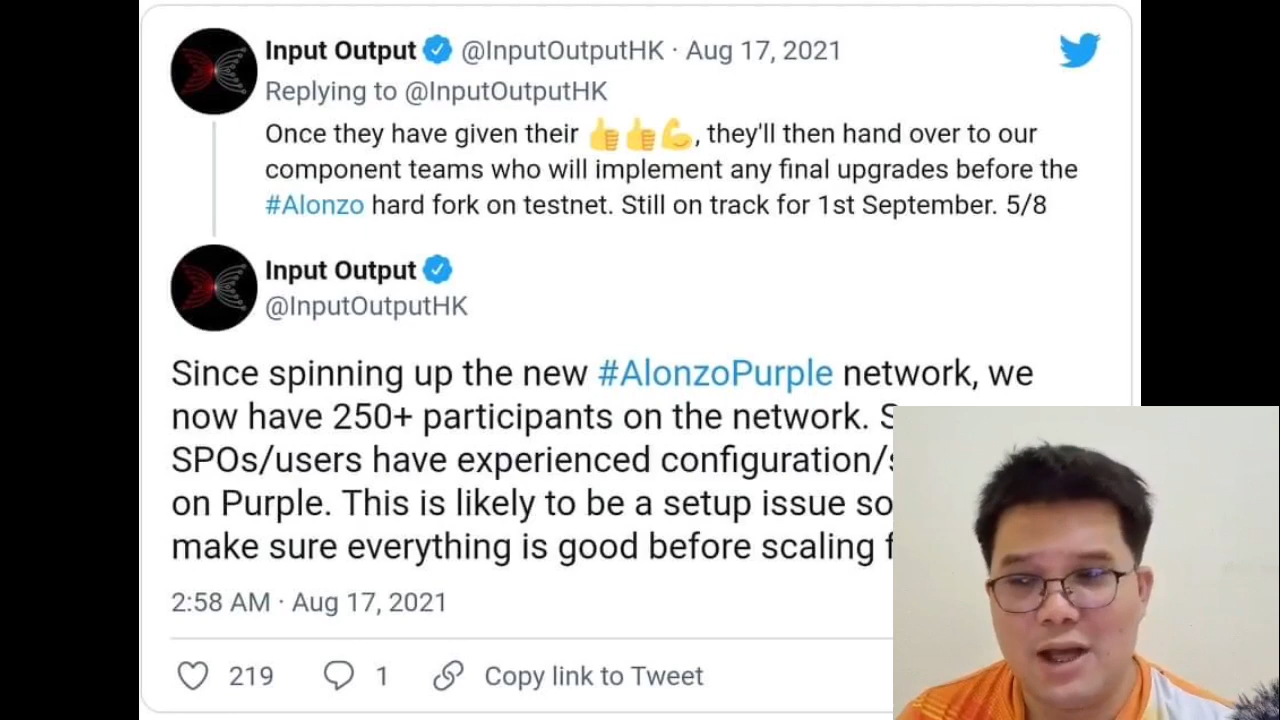 Input Output @InputOutputHK · Aug 17, 2021
Replying to @InputOutputHK
Once they have given their 👍👍💪, they'll then hand over to our
component teams who will implement any final upgrades before the
#Alonzo hard fork on testnet. Still on track for 1st September. 5/8
Input Output
@InputOutputHK
Since spinning up the new #AlonzoPurple network, we
now have 250+ participants on the network.
SPOs/users have experienced configuration/
on Purple. This is likely to be a setup issue so
make sure everything is good before scaling
2:58 AM · Aug 17, 2021
219
1
Copy link to Tweet